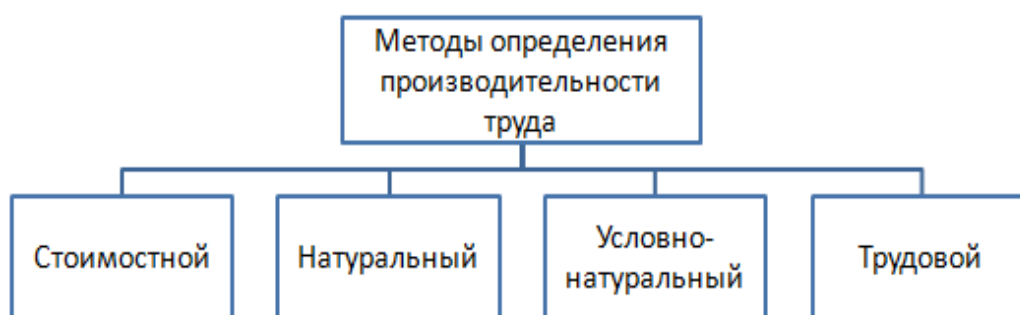 Методы определения
производительности
труда
Стоимостной
Натуральный
Условно-
натуральный
Трудовой